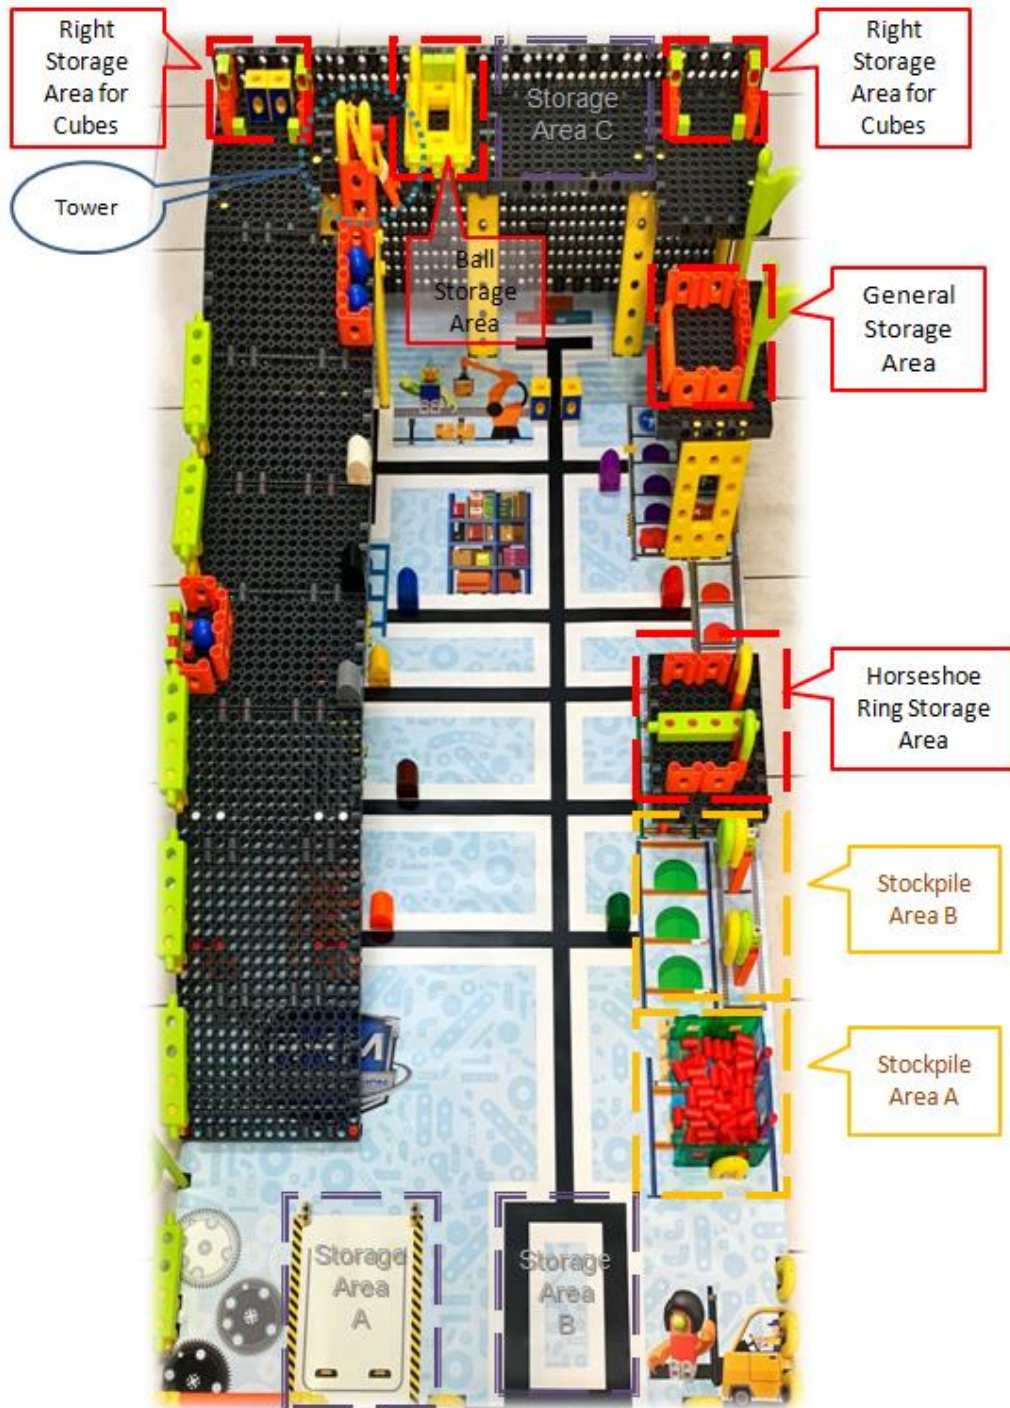 Right
Storage
Area for
Cubes
Right
Storage
Area for
Cubes
Storage
Area C
Tower
Ball
Storage
Area
General
Storage
Area
Horseshoe
Ring Storage
Area
Stockpile
Area B
Stockpile
Area A
Storage
Area
A
Storage
Area
B